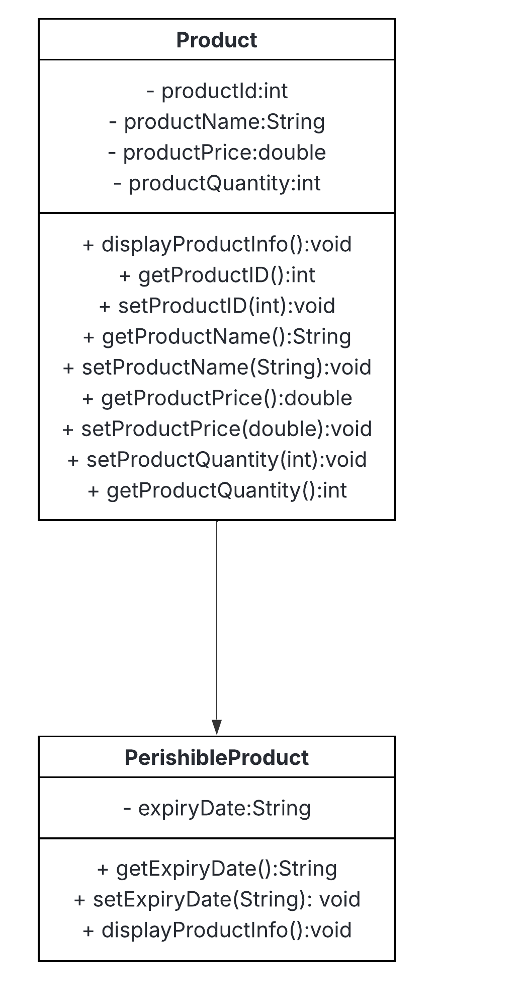 Product
- productId:int
- productName:String
- productPrice:double
- productQuantity:int
+ displayProductInfo():void
+ getProductID():int
+ setProductID(int):void
+ getProductName():String
+ setProductName(String):void
+ getProductPrice():double
+ setProductPrice(double):void
+ setProductQuantity(int):void
+ getProductQuantity():int
PerishibleProduct
- expiryDate:String
+ getExpiryDate():String
+ setExpiryDate(String): void
+ displayProductInfo():void